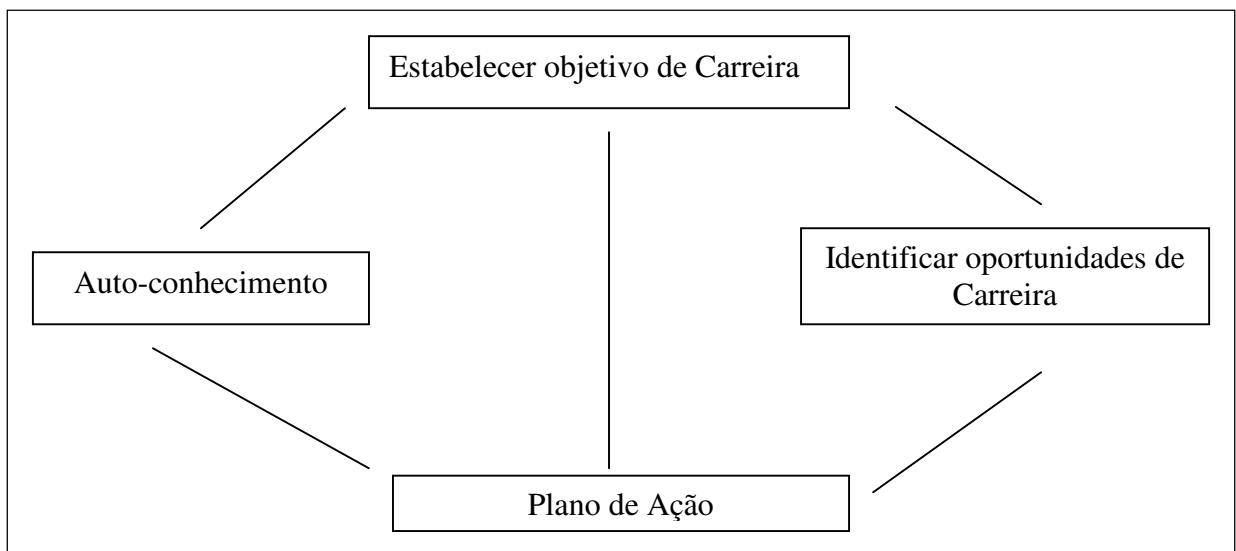 Estabelecer objetivo de Carreira
Auto-conhecimento
Identificar oportunidades de
Carreira
Plano de Ação